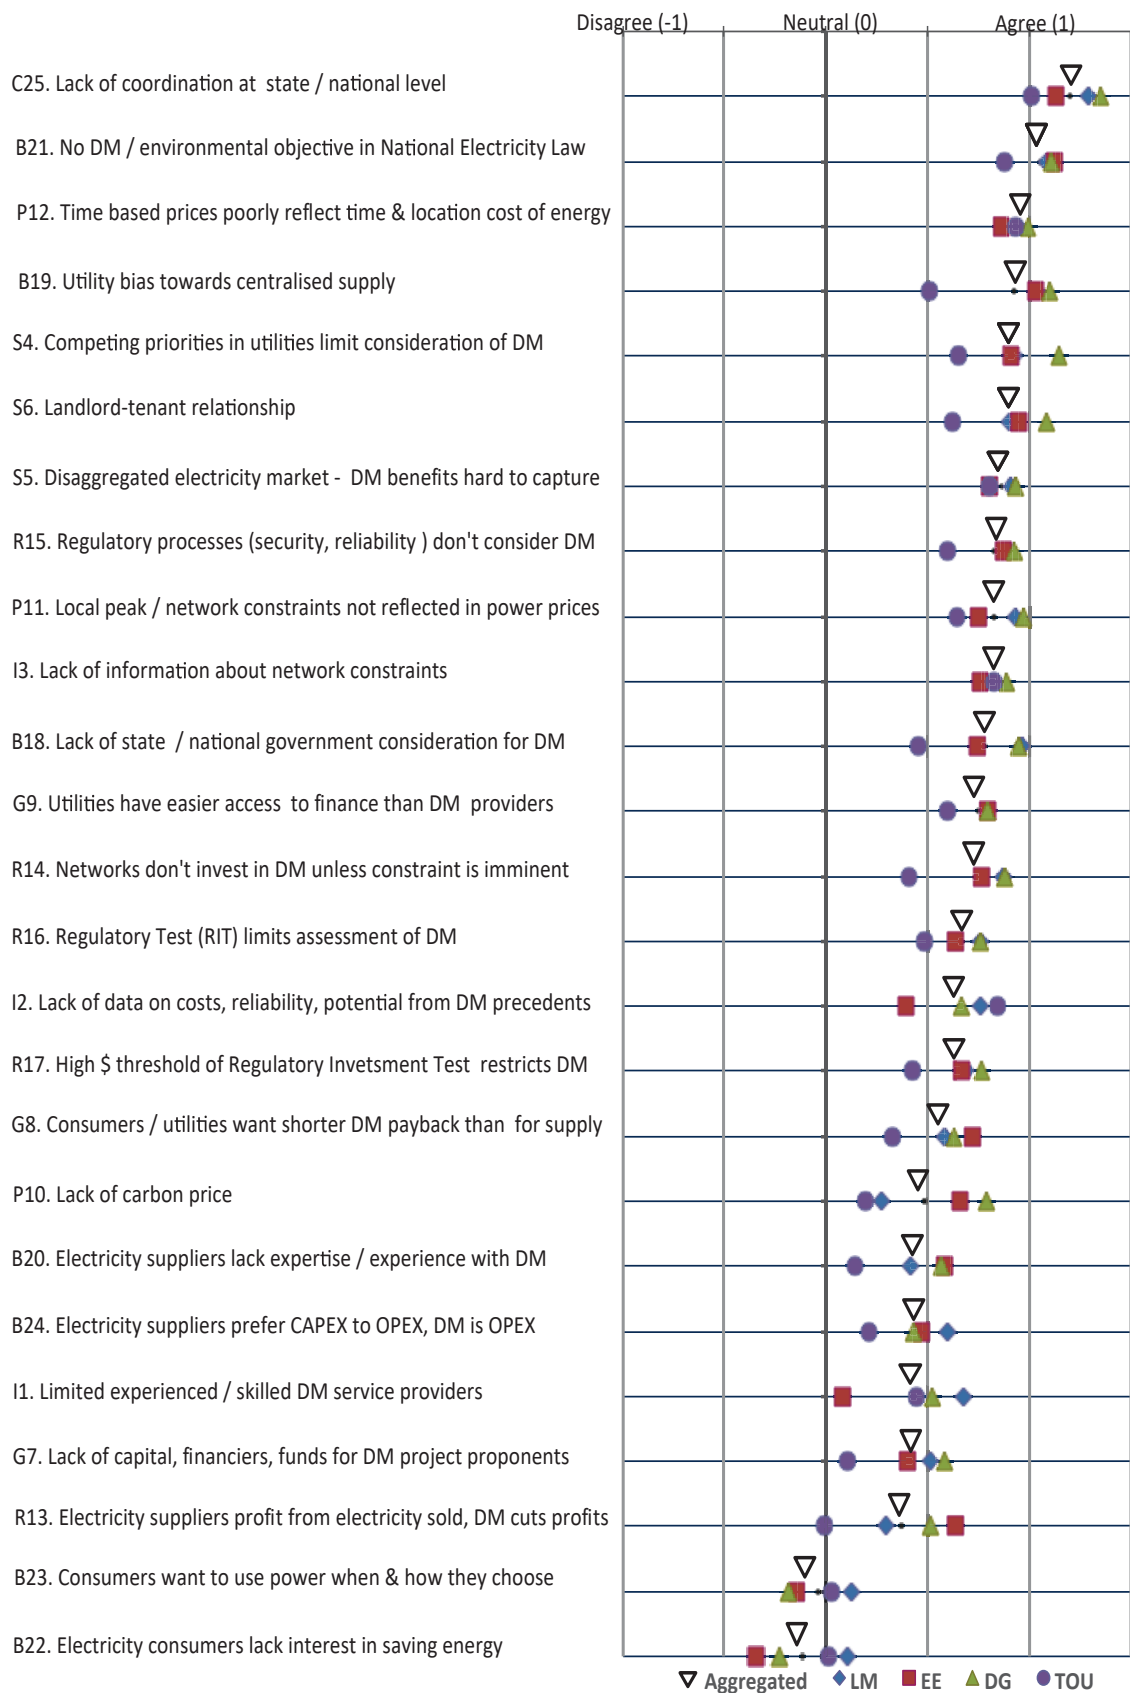 Disagree (-1) Neutral (0) Agree (1)
C25. Lack of coordination at state / national level
B21. No DM / environmental objective in National Electricity Law
P12. Time based prices poorly reflect time & location cost of energy
B19. Utility bias towards centralised supply
S4. Competing priorities in utilities limit consideration of DM
S6. Landlord-tenant relationship
S5. Disaggregated electricity market - DM benefits hard to capture
R15. Regulatory processes (security, reliability ) don't consider DM
P11. Local peak / network constraints not reflected in power prices
I3. Lack of information about network constraints
B18. Lack of state / national government consideration for DM
G9. Utilities have easier access to finance than DM providers
R14. Networks don't invest in DM unless constraint is imminent
R16. Regulatory Test (RIT) limits assessment of DM
I2. Lack of data on costs, reliability, potential from DM precedents
R17. High $ threshold of Regulatory Invetsment Test restricts DM
G8. Consumers / utilities want shorter DM payback than for supply
P10. Lack of carbon price
B20. Electricity suppliers lack expertise / experience with DM
B24. Electricity suppliers prefer CAPEX to OPEX, DM is OPEX
I1. Limited experienced / skilled DM service providers
G7. Lack of capital, financiers, funds for DM project proponents
R13. Electricity suppliers profit from electricity sold, DM cuts profits
B23. Consumers want to use power when & how they choose
B22. Electricity consumers lack interest in saving energy
Aggregated LM EE DG TOU